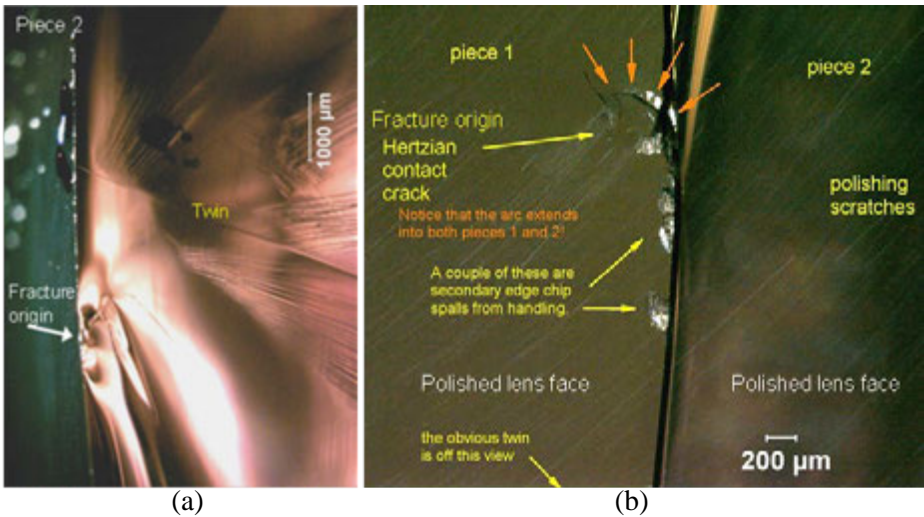 Piece 2
1000 µm
Twin
Fracture
origin
(a)
piece 1
piece 2
Fracture origin
Hertzian
contact
crack
Notice that the arc extends
into both pieces 1 and 2!
polishing
scratches
A couple of these are
secondary edge chip
spalls from handling.
Polished lens face
Polished lens face
the obvious twin
is off this view
200 µm
(b)